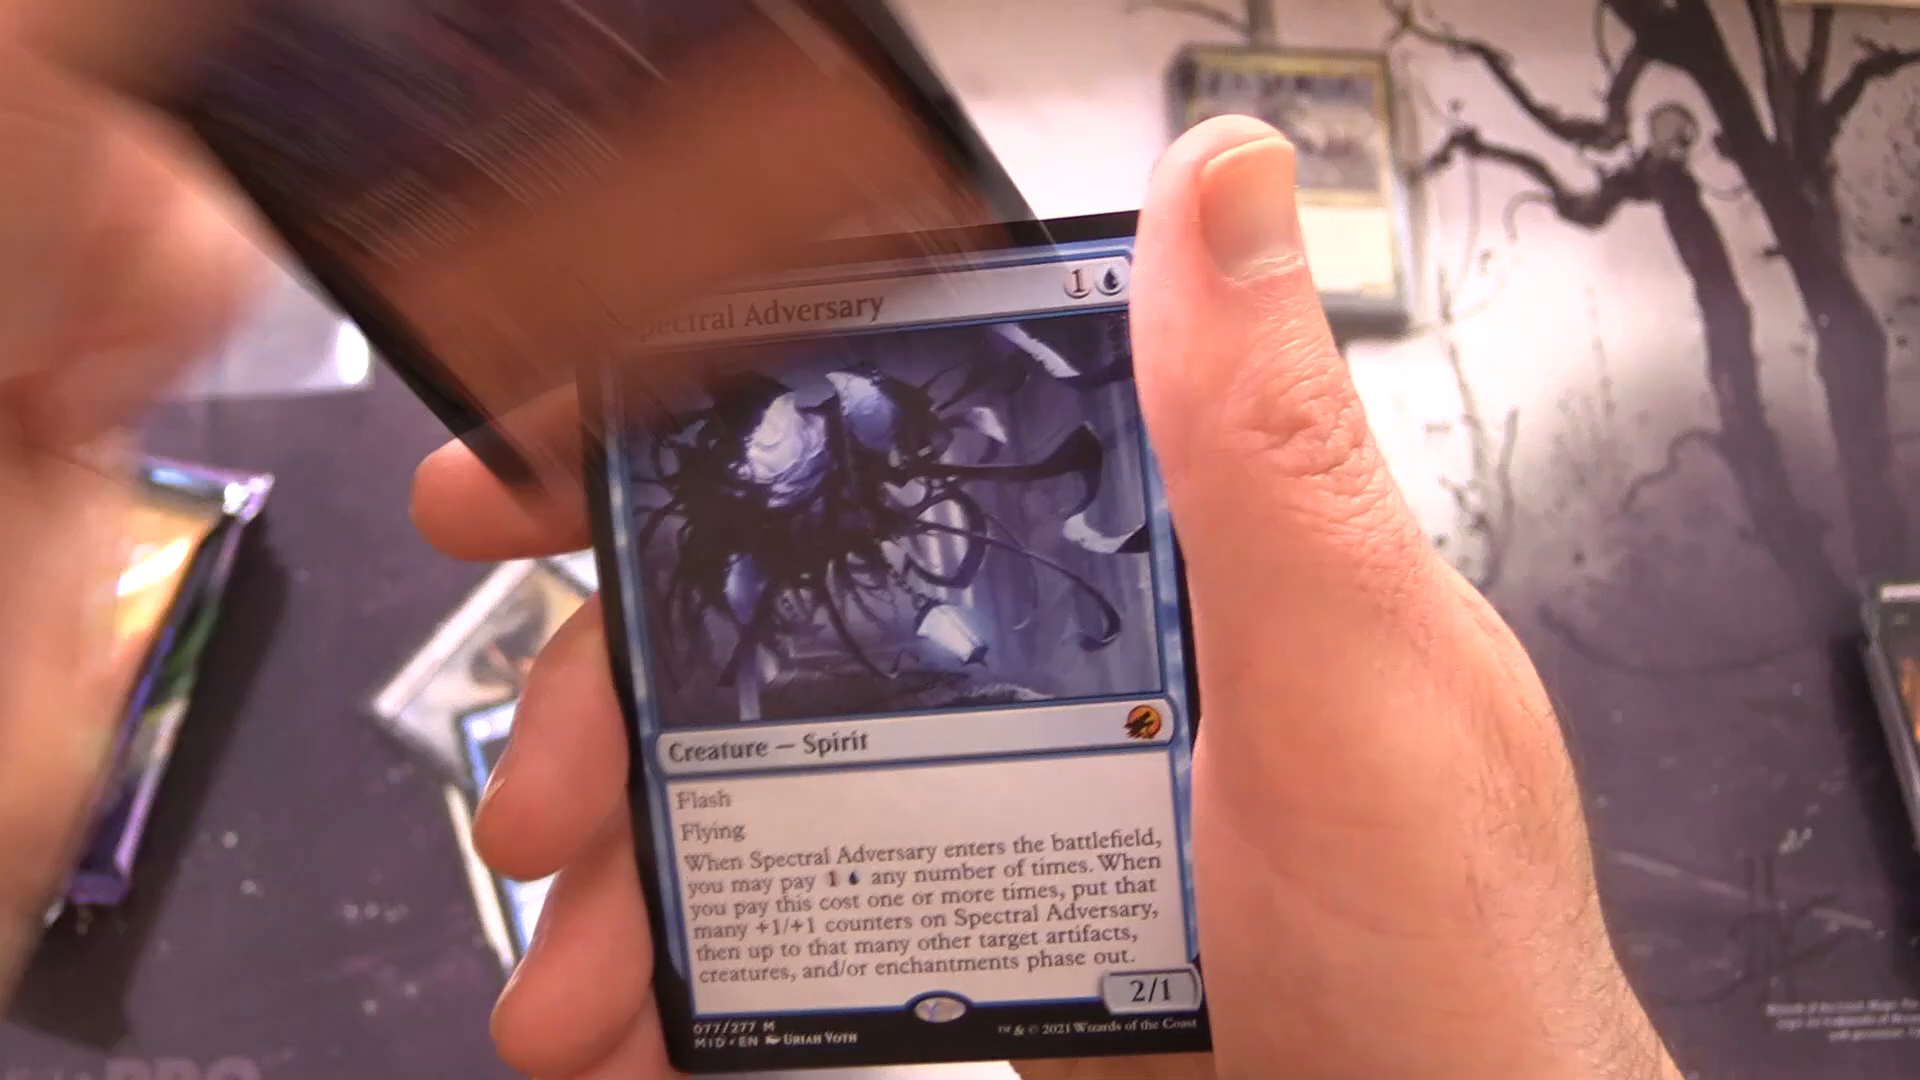 Spectral Adversary 1
Creature — Spirit
Flash
Flying
When Spectral Adversary enters the battlefield,
you may pay 1 any number of times. When
you pay this cost one or more times, put that
many +1/+1 counters on Spectral Adversary,
then up to that many other target artifacts,
creatures, and/or enchantments phase out.
2/1
077/277 M
MID • EN Uriah Voth
™ & © 2021 Wizards of the Coast
PRO